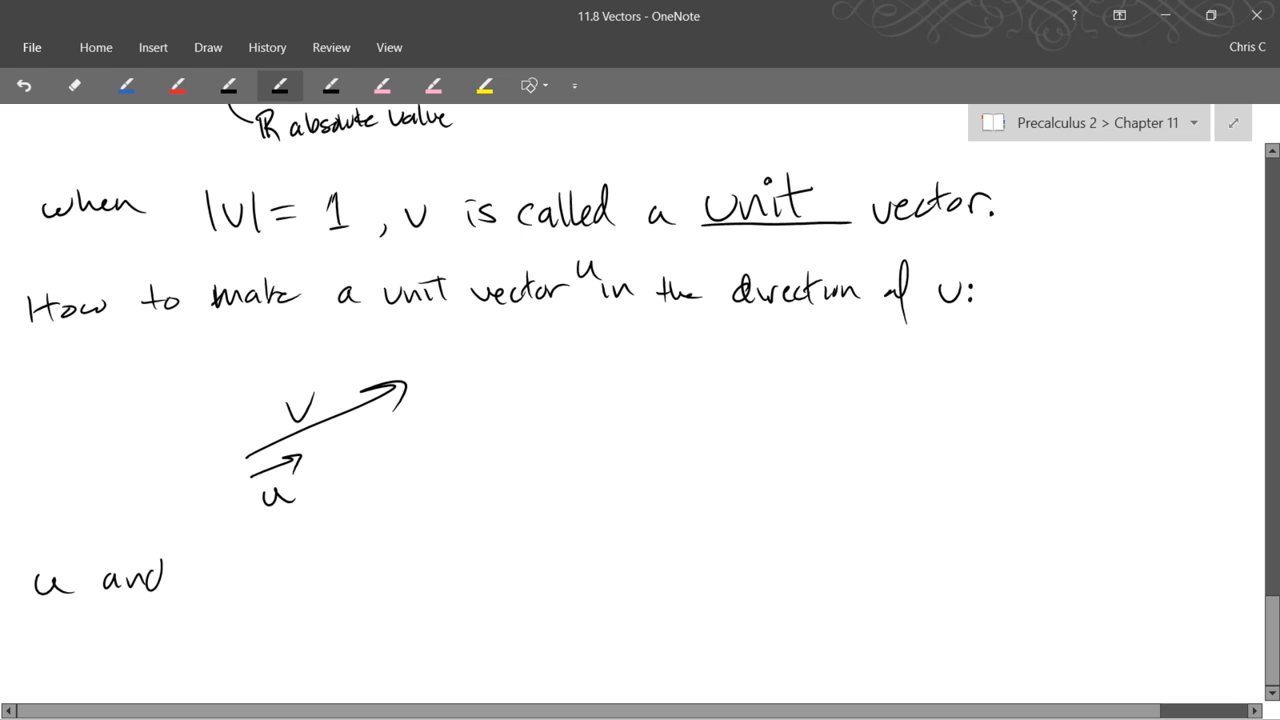 11.8 Vectors - OneNote
?
File Home Insert Draw History Review View
Chris C
ℝ absolute value
Precalculus 2 > Chapter 11
when |v| = 1, v is called a unit vector.
How to make a unit vector u in the direction of v:
v
u
u and